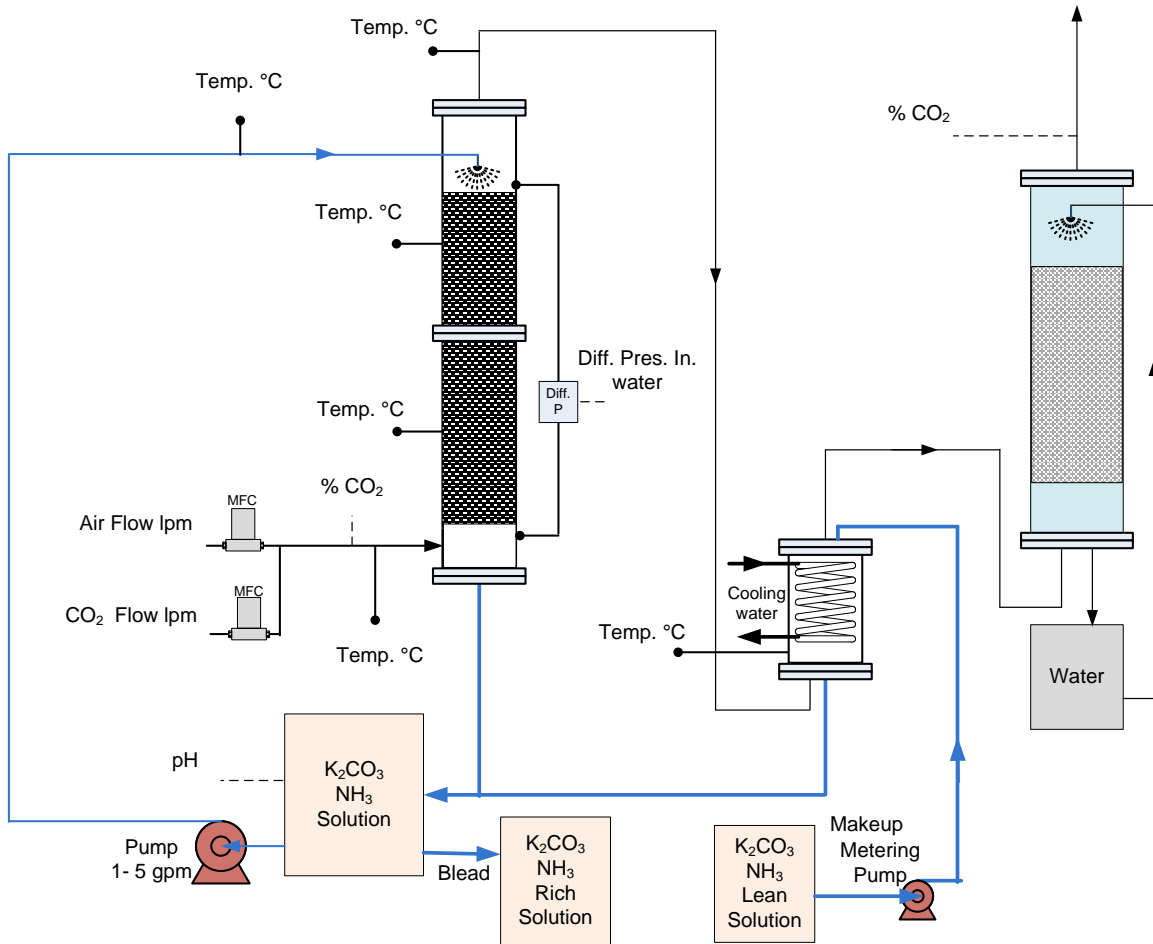 Temp. °C
Temp. °C
% CO₂
Temp. °C
Diff. Pres. In.
water
Diff.
P
Temp. °C
% CO₂
MFC
Air Flow lpm
MFC
CO₂ Flow lpm
Temp. °C
Cooling
water
Temp. °C
Water
pH
K₂CO₃
NH₃
Solution
Pump
1- 5 gpm
Blead
K₂CO₃
NH₃
Rich
Solution
K₂CO₃
NH₃
Lean
Solution
Makeup
Metering
Pump